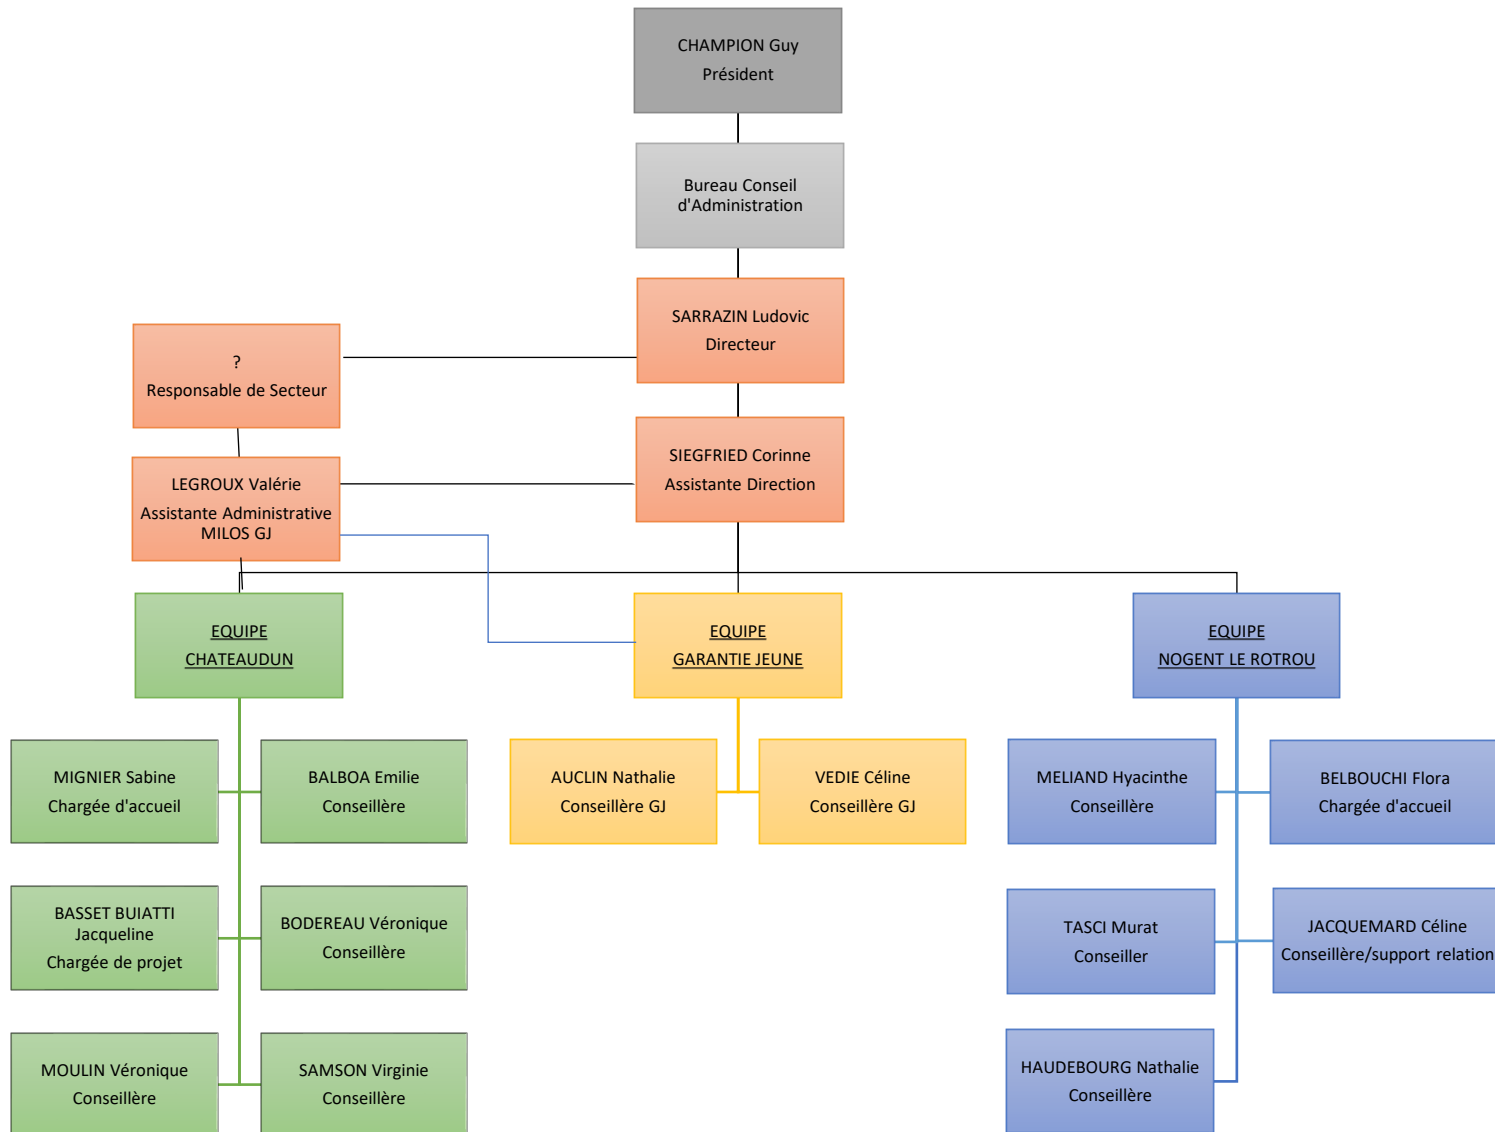 CHAMPION Guy
Président
Bureau Conseil
d'Administration
SARRAZIN Ludovic
Directeur
?
Responsable de Secteur
SIEGFRIED Corinne
Assistante Direction
LEGROUX Valérie
Assistante Administrative
MILOS GJ
EQUIPE
CHATEAUDUN
EQUIPE
GARANTIE JEUNE
EQUIPE
NOGENT LE ROTROU
MIGNIER Sabine
Chargée d'accueil
BALBOA Emilie
Conseillère
AUCLIN Nathalie
Conseillère GJ
VEDIE Céline
Conseillère GJ
MELIAND Hyacinthe
Conseillère
BELBOUCHI Flora
Chargée d'accueil
BASSET BUIATTI
Jacqueline
Chargée de projet
BODEREAU Véronique
Conseillère
TASCI Murat
Conseiller
JACQUEMARD Céline
Conseillère/support relation
MOULIN Véronique
Conseillère
SAMSON Virginie
Conseillère
HAUDEBOURG Nathalie
Conseillère